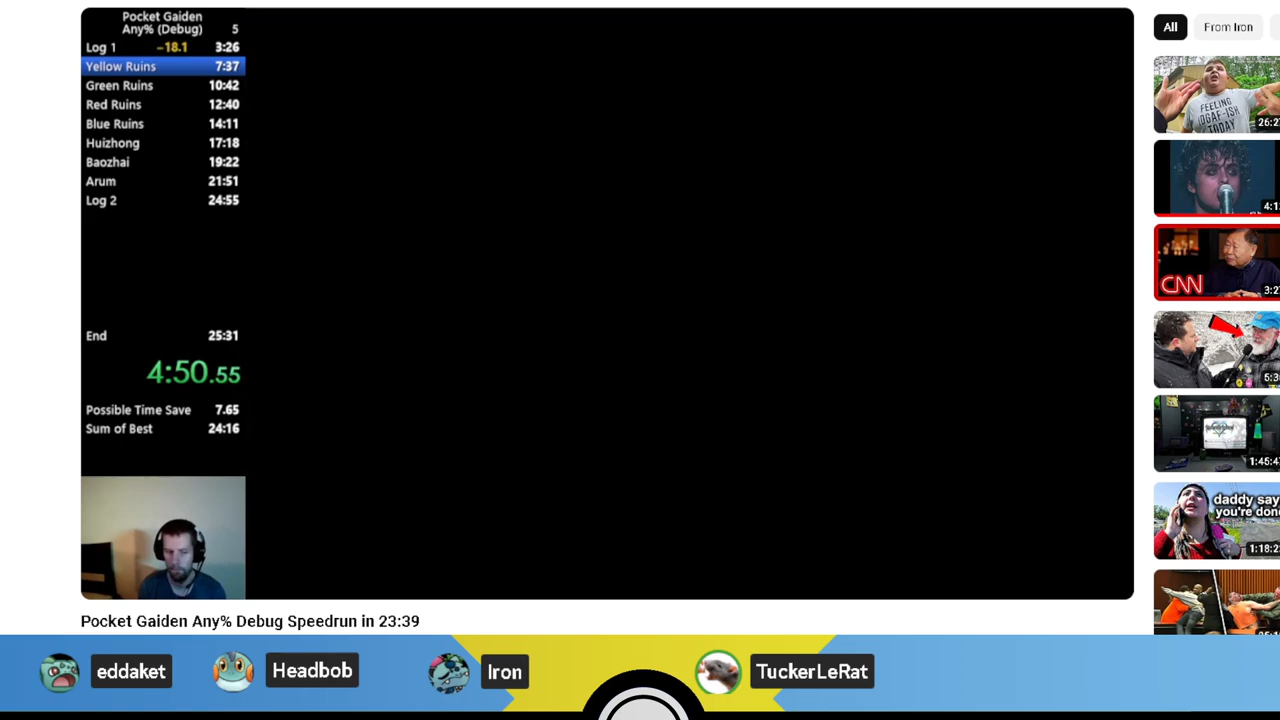 Pocket Gaiden
Any% (Debug) 5
Log 1 -18.1 3:26
Yellow Ruins 7:37
Green Ruins 10:42
Red Ruins 12:40
Blue Ruins 14:11
Huizhong 17:18
Baozhai 19:22
Arum 21:51
Log 2 24:55
End 25:31
4:50.55
Possible Time Save 7.65
Sum of Best 24:16
Pocket Gaiden Any% Debug Speedrun in 23:39
All From Iron
FEELING
IDGAF-ISH
TODAY
26:2
4:1
CNN
3:2
5:3
1:45:4
daddy say
you're don
1:18:2
eddaket Headbob Iron TuckerLeRat